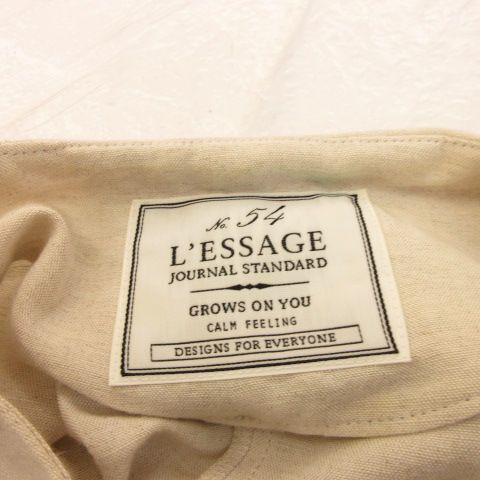 No. 54
L'ESSAGE
JOURNAL STANDARD
GROWS ON YOU
CALM FEELING
DESIGNS FOR EVERYONE